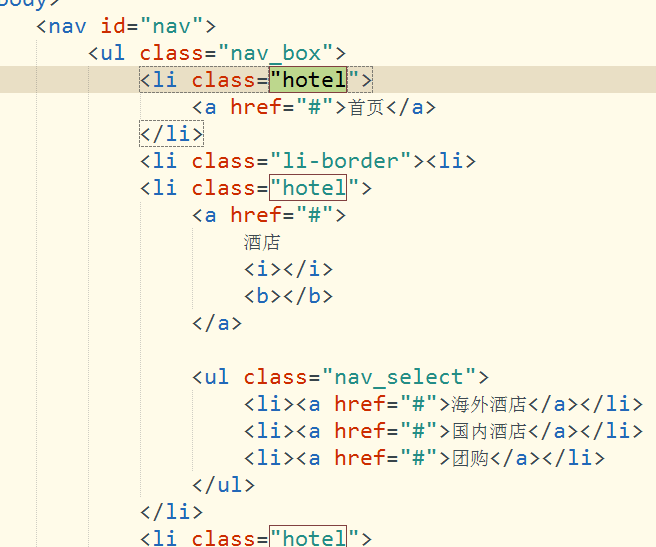 body>
<nav id="nav">
<ul class="nav_box">
<li class="hotel">
<a href="#">首页</a>
</li>
<li class="li-border"><li>
<li class="hotel">
<a href="#">
酒店
<i></i>
<b></b>
</a>
<ul class="nav_select">
<li><a href="#">海外酒店</a></li>
<li><a href="#">国内酒店</a></li>
<li><a href="#">团购</a></li>
</ul>
</li>
<li class="hotel">